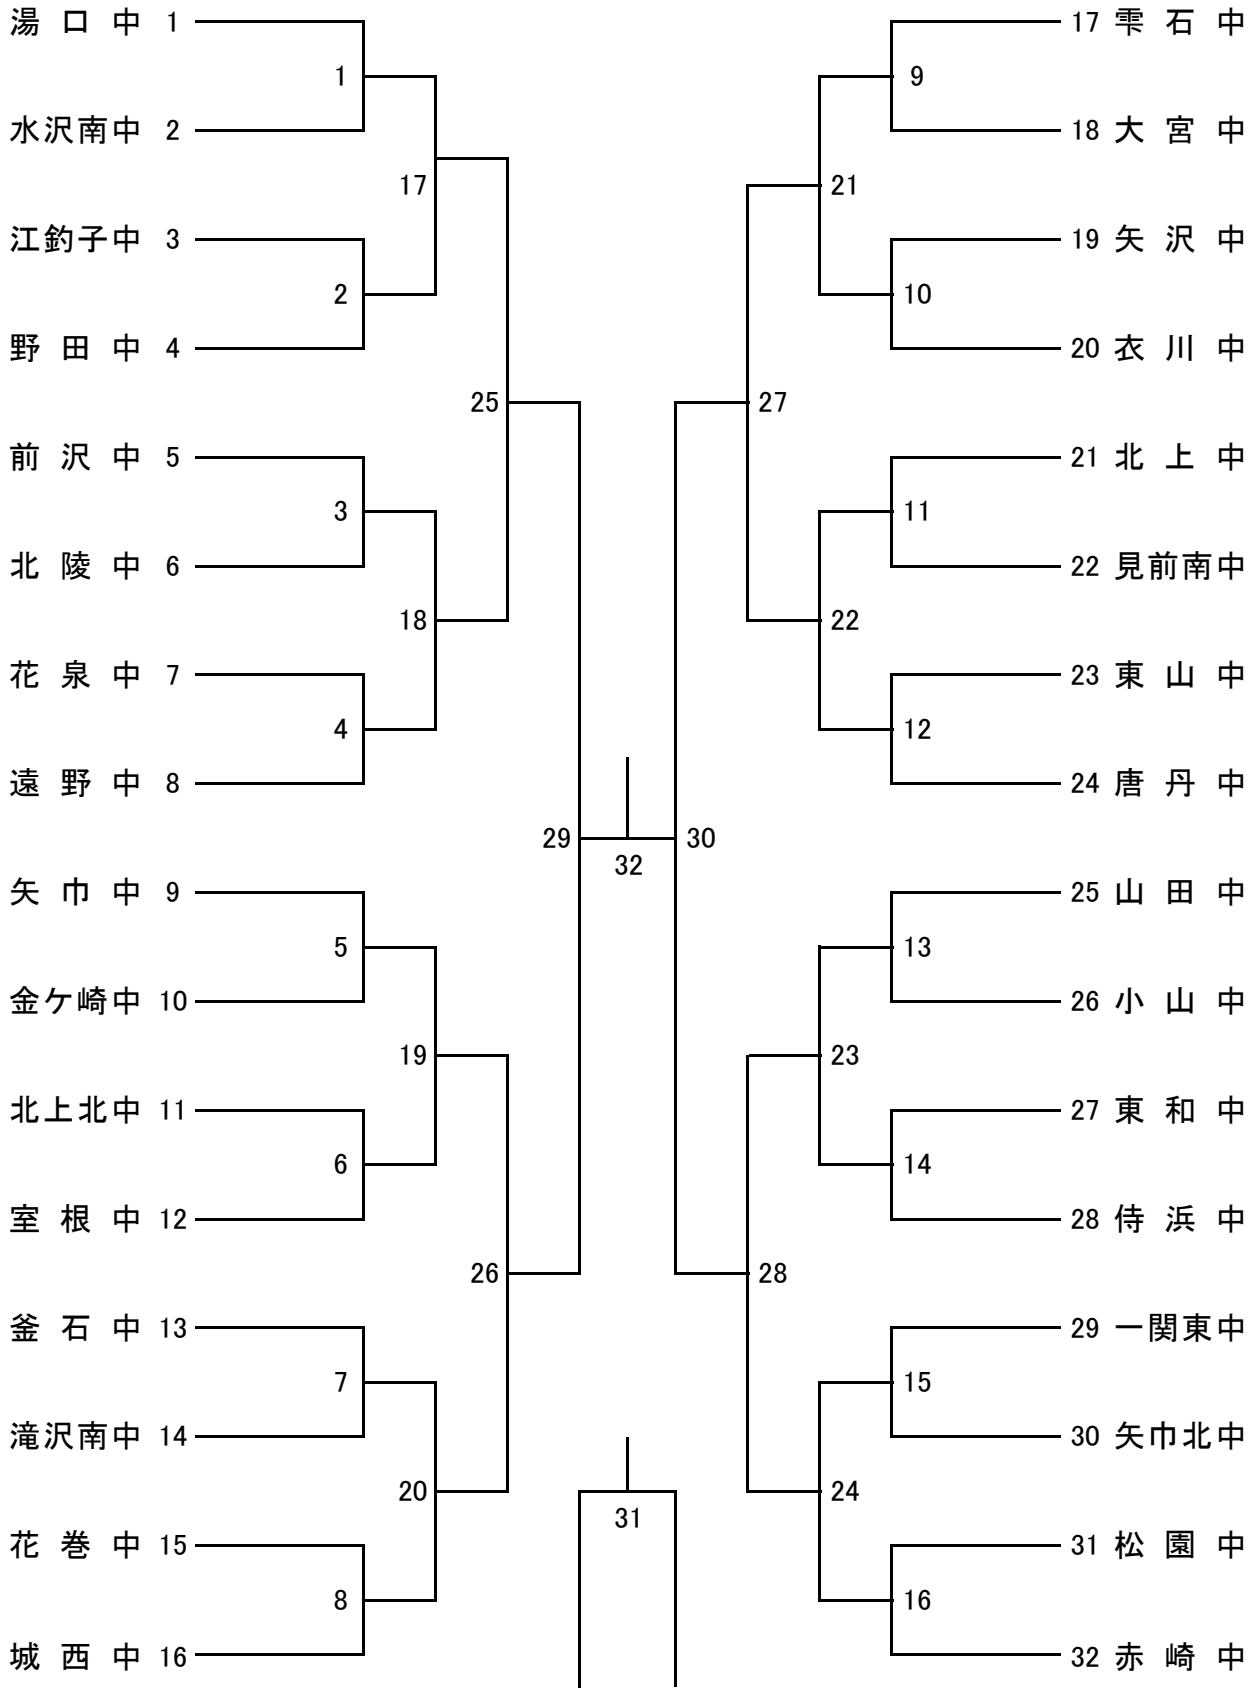 湯口中 1
1
水沢南中 2
17
江釣子中 3
2
野田中 4
25
前沢中 5
3
北陵中 6
18
花泉中 7
4
遠野中 8
29
矢巾中 9
5
金ケ崎中 10
19
北上北中 11
6
室根中 12
26
釜石中 13
7
滝沢南中 14
20
花巻中 15
8
城西中 16
32
31
17 雫石中
9
18 大宮中
21
19 矢沢中
10
20 衣川中
27
21 北上中
11
22 見前南中
22
23 東山中
12
24 唐丹中
30
25 山田中
13
26 小山中
23
27 東和中
14
28 侍浜中
28
29 一関東中
15
30 矢巾北中
24
31 松園中
16
32 赤崎中